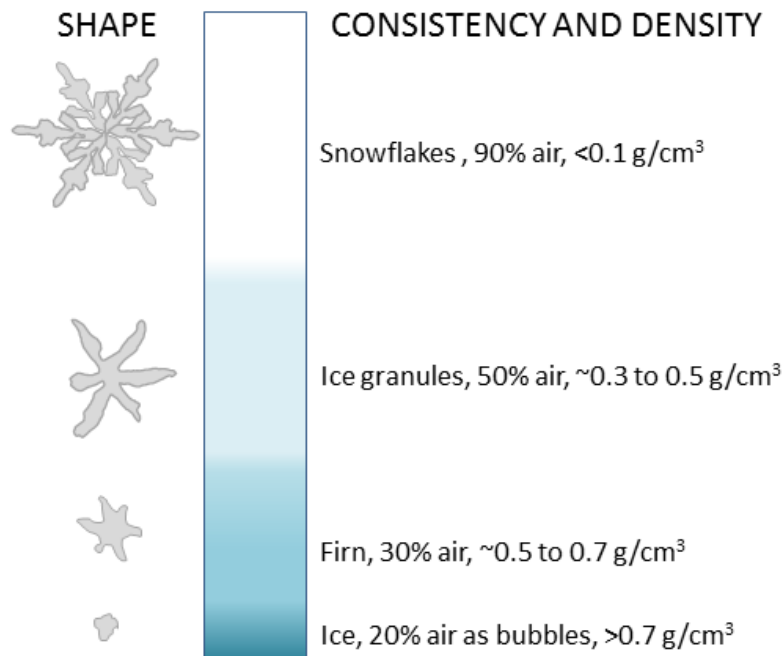 SHAPE
CONSISTENCY AND DENSITY
Snowflakes , 90% air, <0.1 g/cm³
Ice granules, 50% air, ~0.3 to 0.5 g/cm³
Firn, 30% air, ~0.5 to 0.7 g/cm³
Ice, 20% air as bubbles, >0.7 g/cm³